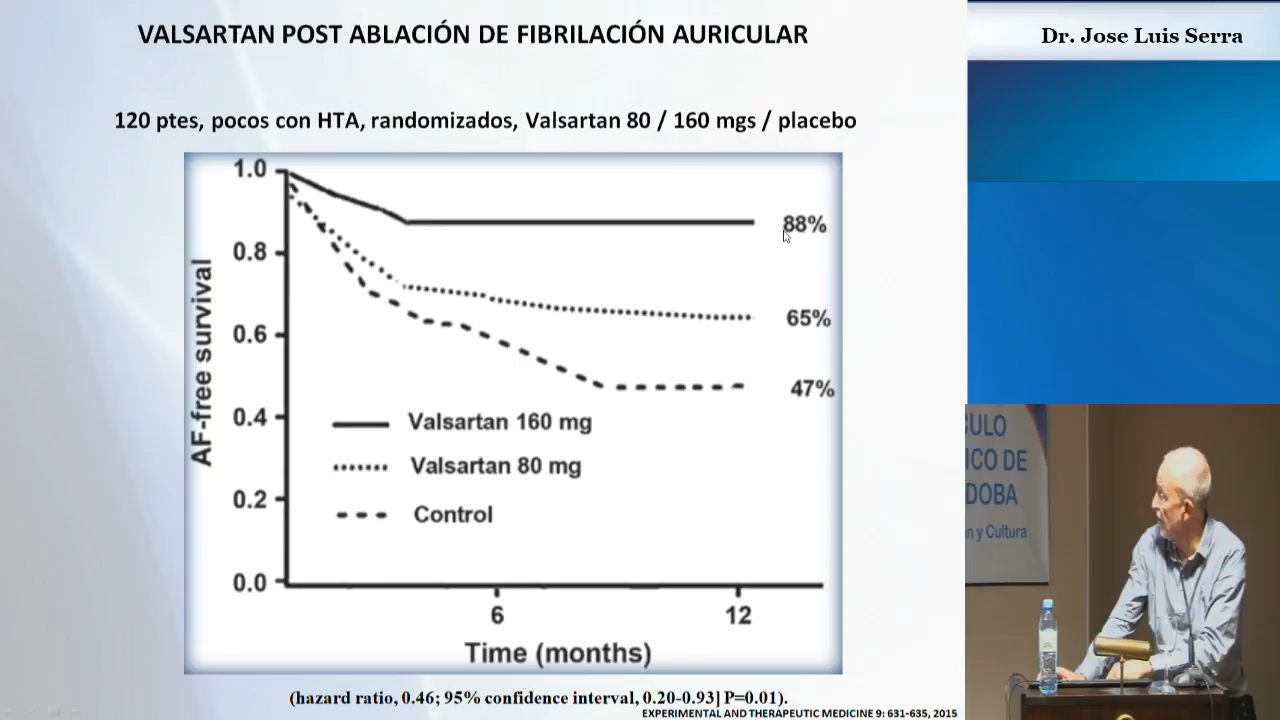 VALSARTAN POST ABLACIÓN DE FIBRILACIÓN AURICULAR
Dr. Jose Luis Serra
120 ptes, pocos con HTA, randomizados, Valsartan 80 / 160 mgs / placebo
1.0
0.8
0.6
0.4
0.2
0.0
AF-free survival
88%
65%
47%
Valsartan 160 mg
Valsartan 80 mg
Control
6
12
Time (months)
(hazard ratio, 0.46; 95% confidence interval, 0.20-0.93] P=0.01).
EXPERIMENTAL AND THERAPEUTIC MEDICINE 9: 631-635, 2015
CULO
ICO DE
DOBA
n y Cultura